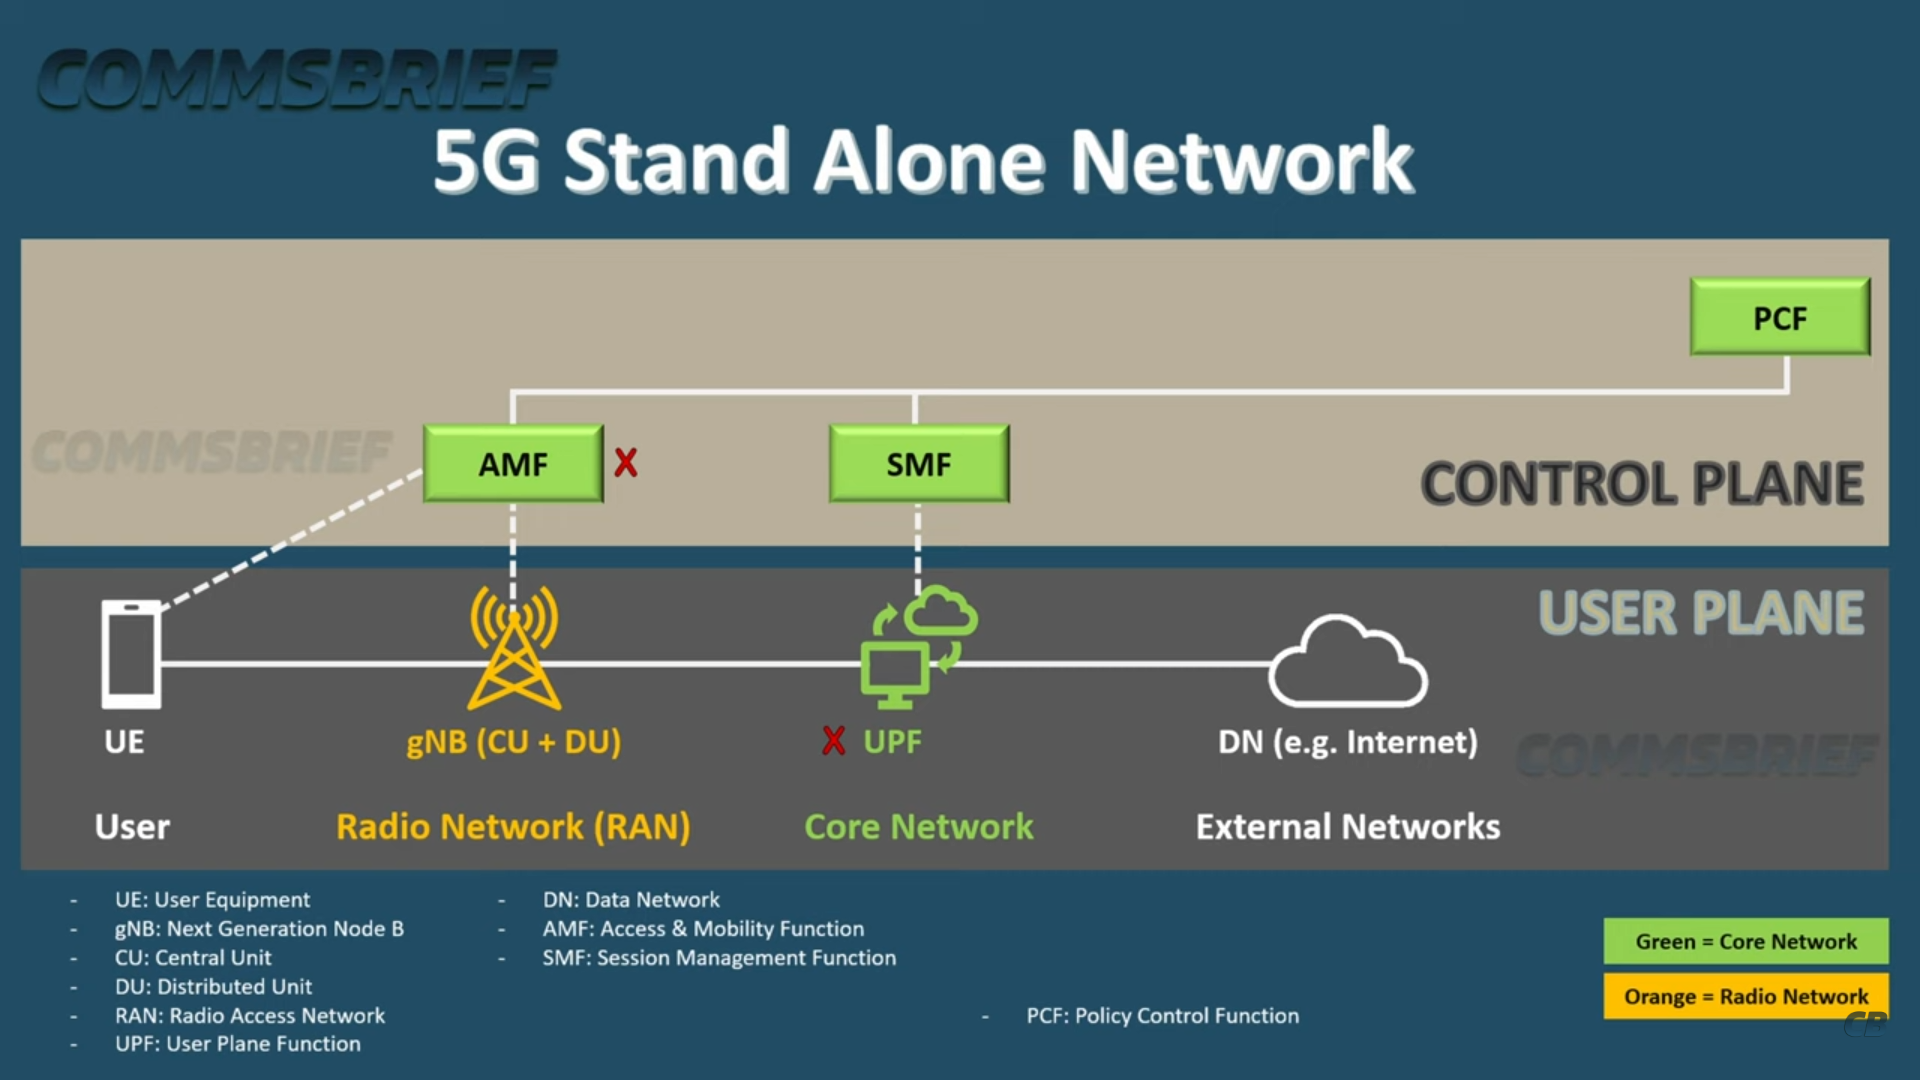 COMMSBRIEF
5G Stand Alone Network
PCF
COMMSBRIEF
AMF X
SMF
CONTROL PLANE
USER PLANE
UE
gNB (CU + DU)
X UPF
DN (e.g. Internet)
COMMSBRIEF
User
Radio Network (RAN)
Core Network
External Networks
- UE: User Equipment
- gNB: Next Generation Node B
- CU: Central Unit
- DU: Distributed Unit
- RAN: Radio Access Network
- UPF: User Plane Function
- DN: Data Network
- AMF: Access & Mobility Function
- SMF: Session Management Function
- PCF: Policy Control Function
Green = Core Network
Orange = Radio Network
CB